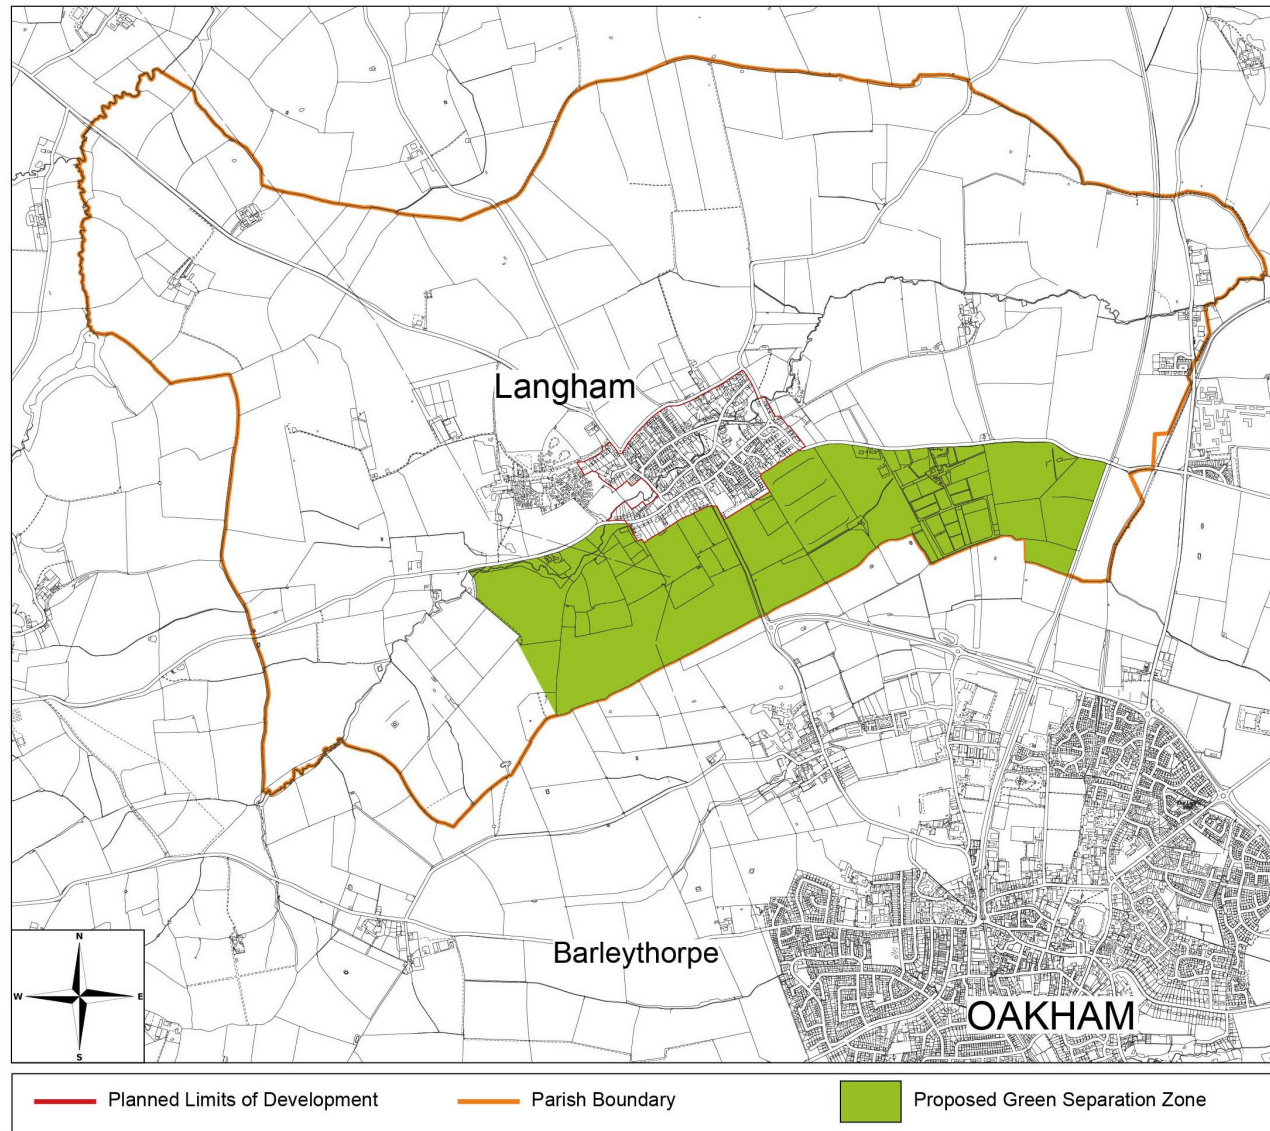 Langham
Barleythorpe
OAKHAM
N
W
E
S
Planned Limits of Development
Parish Boundary
Proposed Green Separation Zone